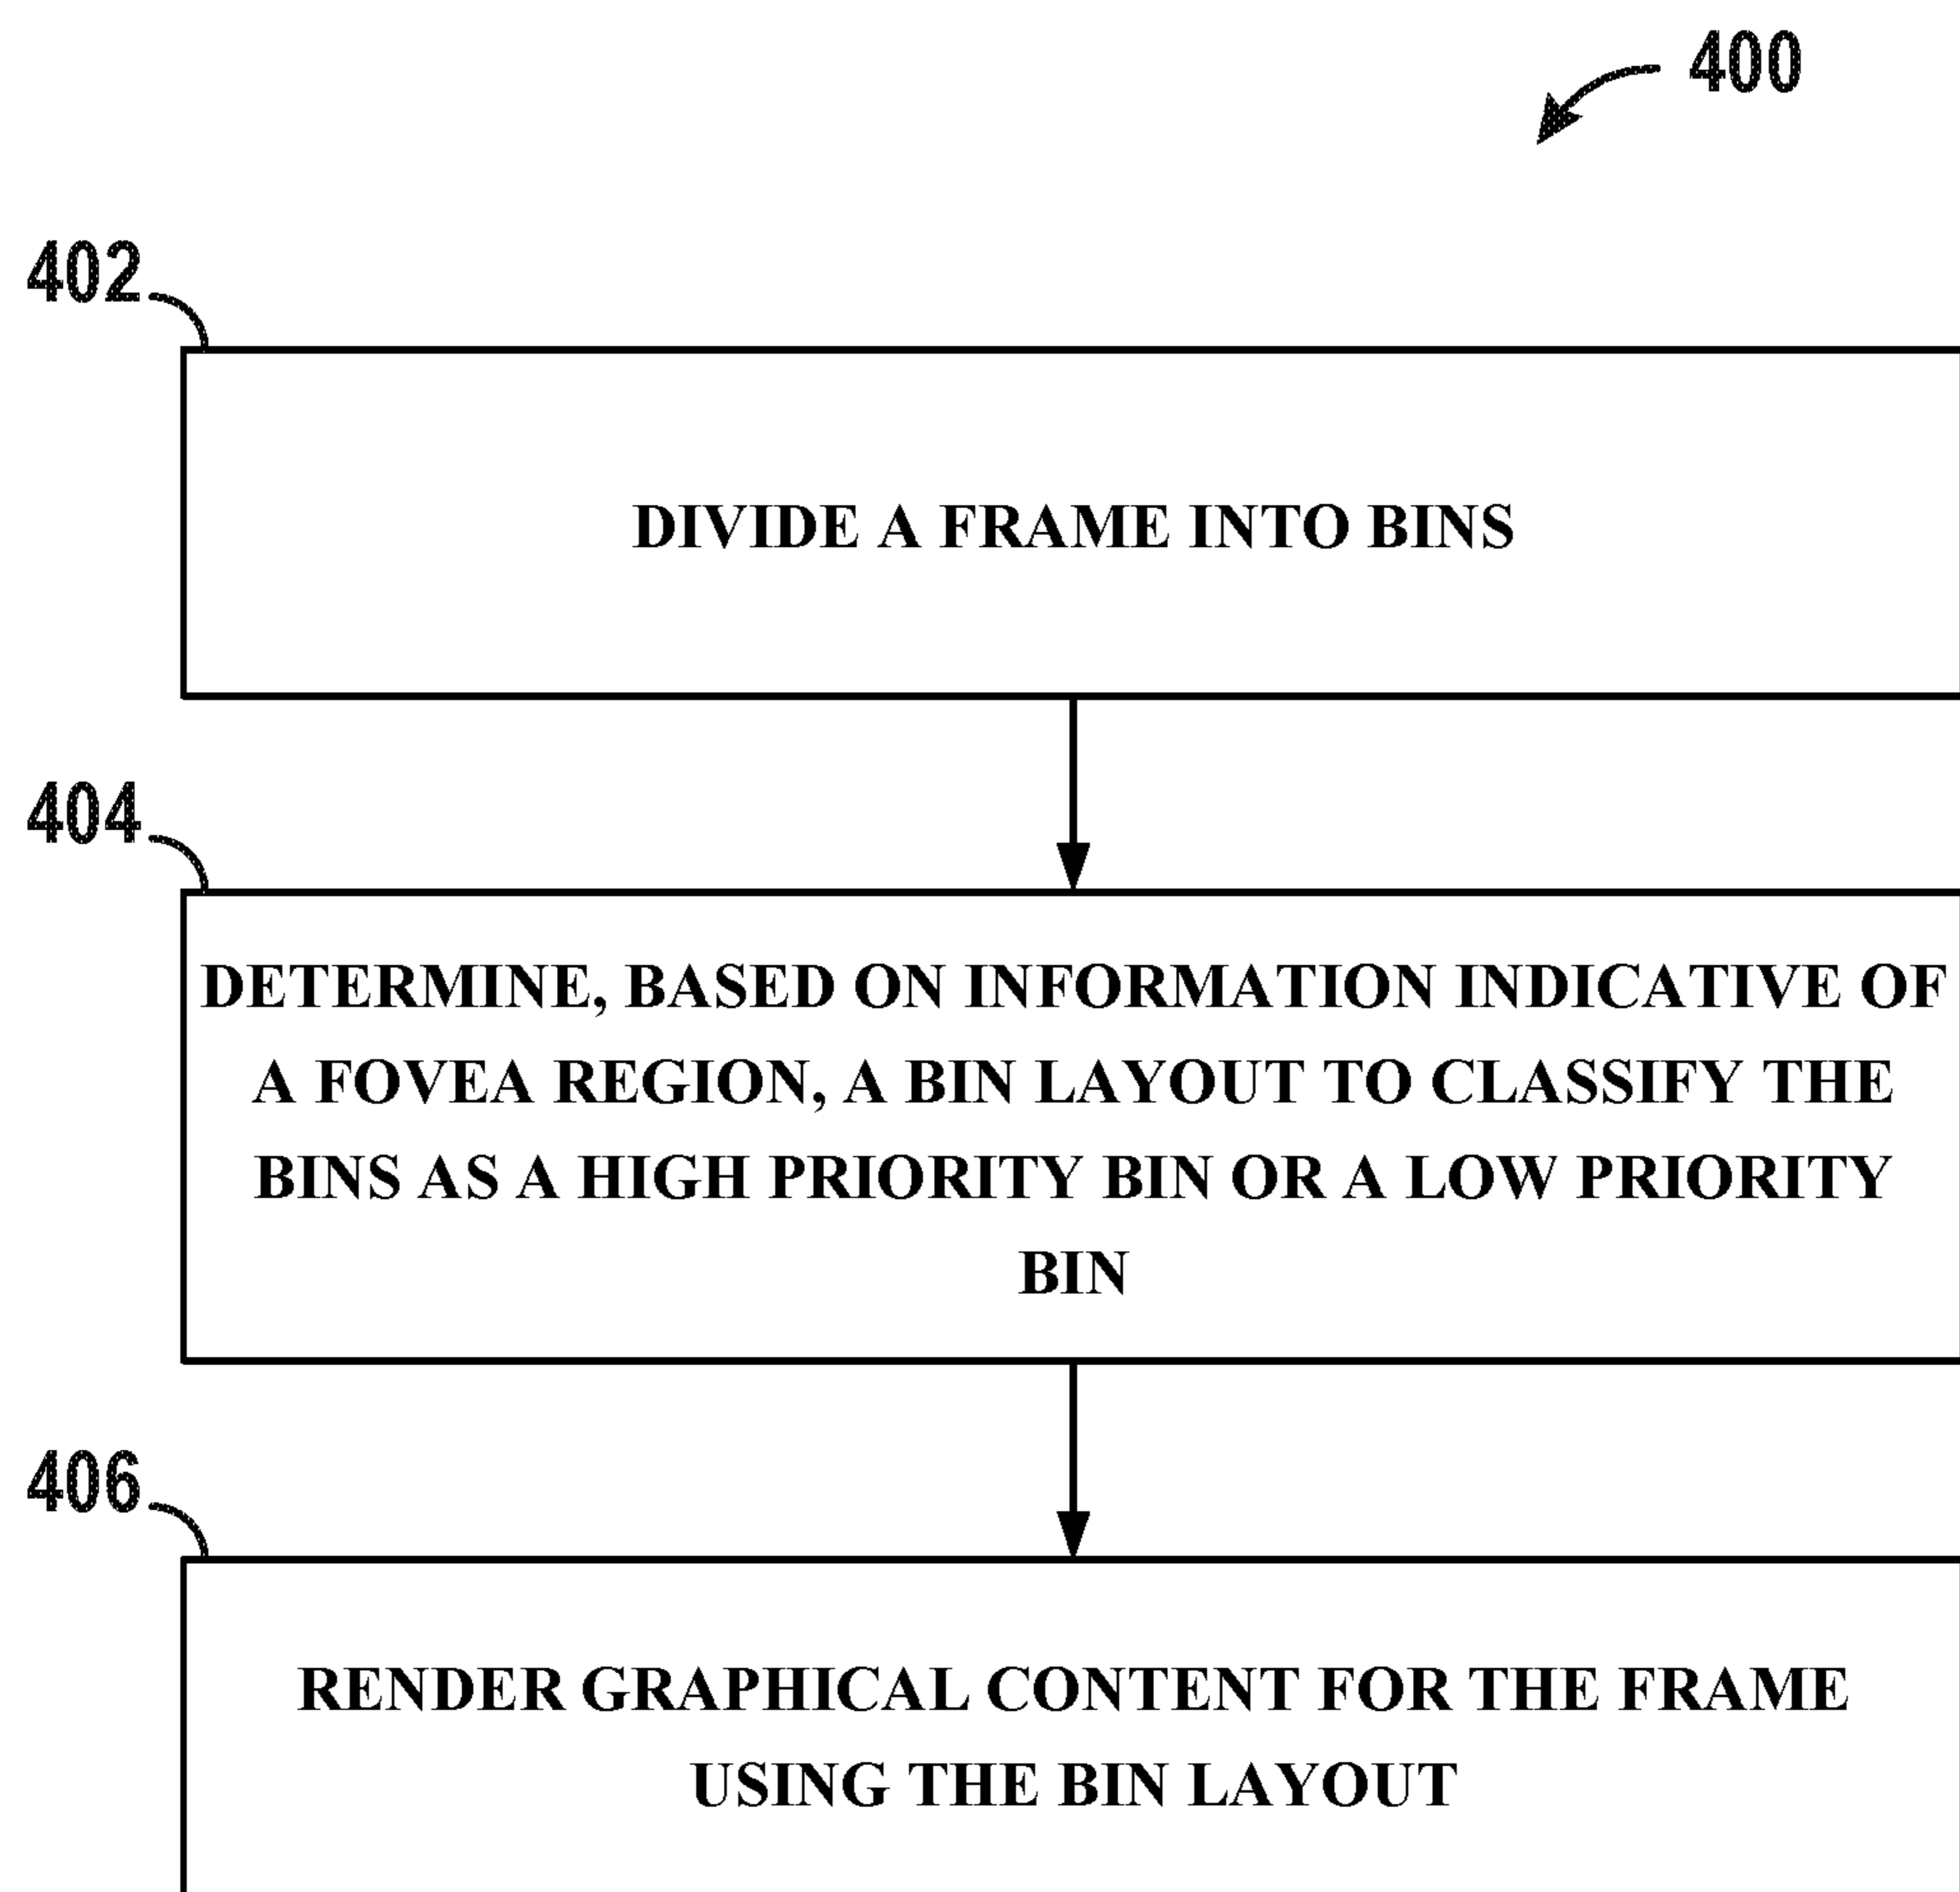 400
402
DIVIDE A FRAME INTO BINS
404
DETERMINE, BASED ON INFORMATION INDICATIVE OF
A FOVEA REGION, A BIN LAYOUT TO CLASSIFY THE
BINS AS A HIGH PRIORITY BIN OR A LOW PRIORITY
BIN
406
RENDER GRAPHICAL CONTENT FOR THE FRAME
USING THE BIN LAYOUT